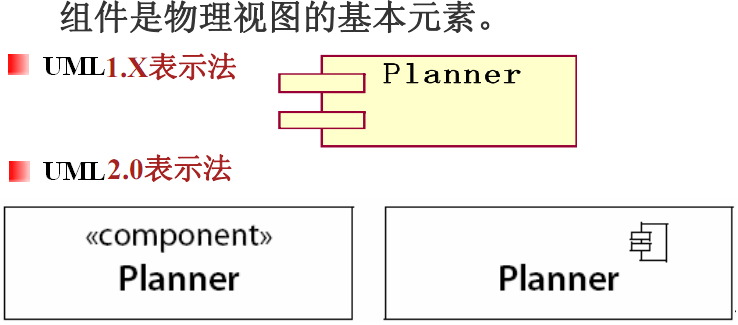 组件是物理视图的基本元素。
UML1.X表示法
Planner
UML2.0表示法
«component»
Planner
Planner